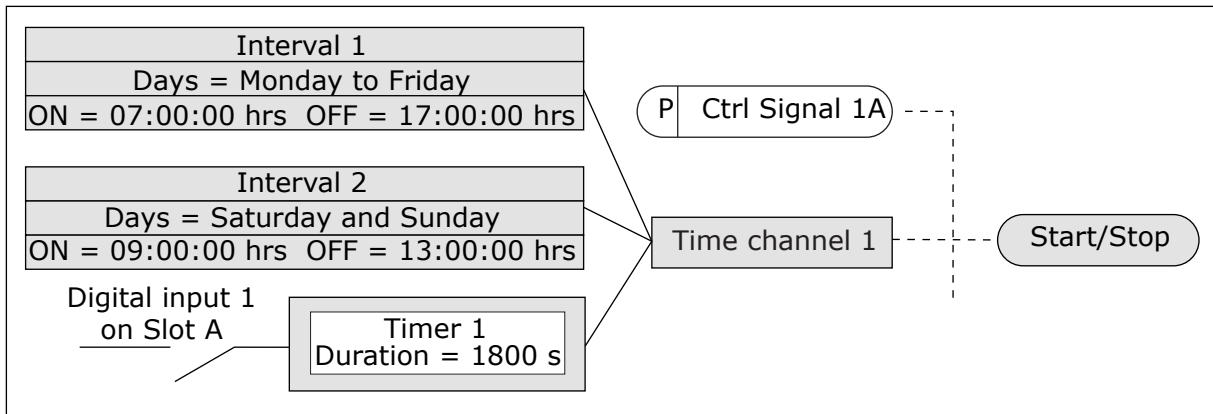 Interval 1
Days = Monday to Friday
ON = 07:00:00 hrs OFF = 17:00:00 hrs
P Ctrl Signal 1A
Interval 2
Days = Saturday and Sunday
ON = 09:00:00 hrs OFF = 13:00:00 hrs
Time channel 1
Start/Stop
Digital input 1
on Slot A
Timer 1
Duration = 1800 s